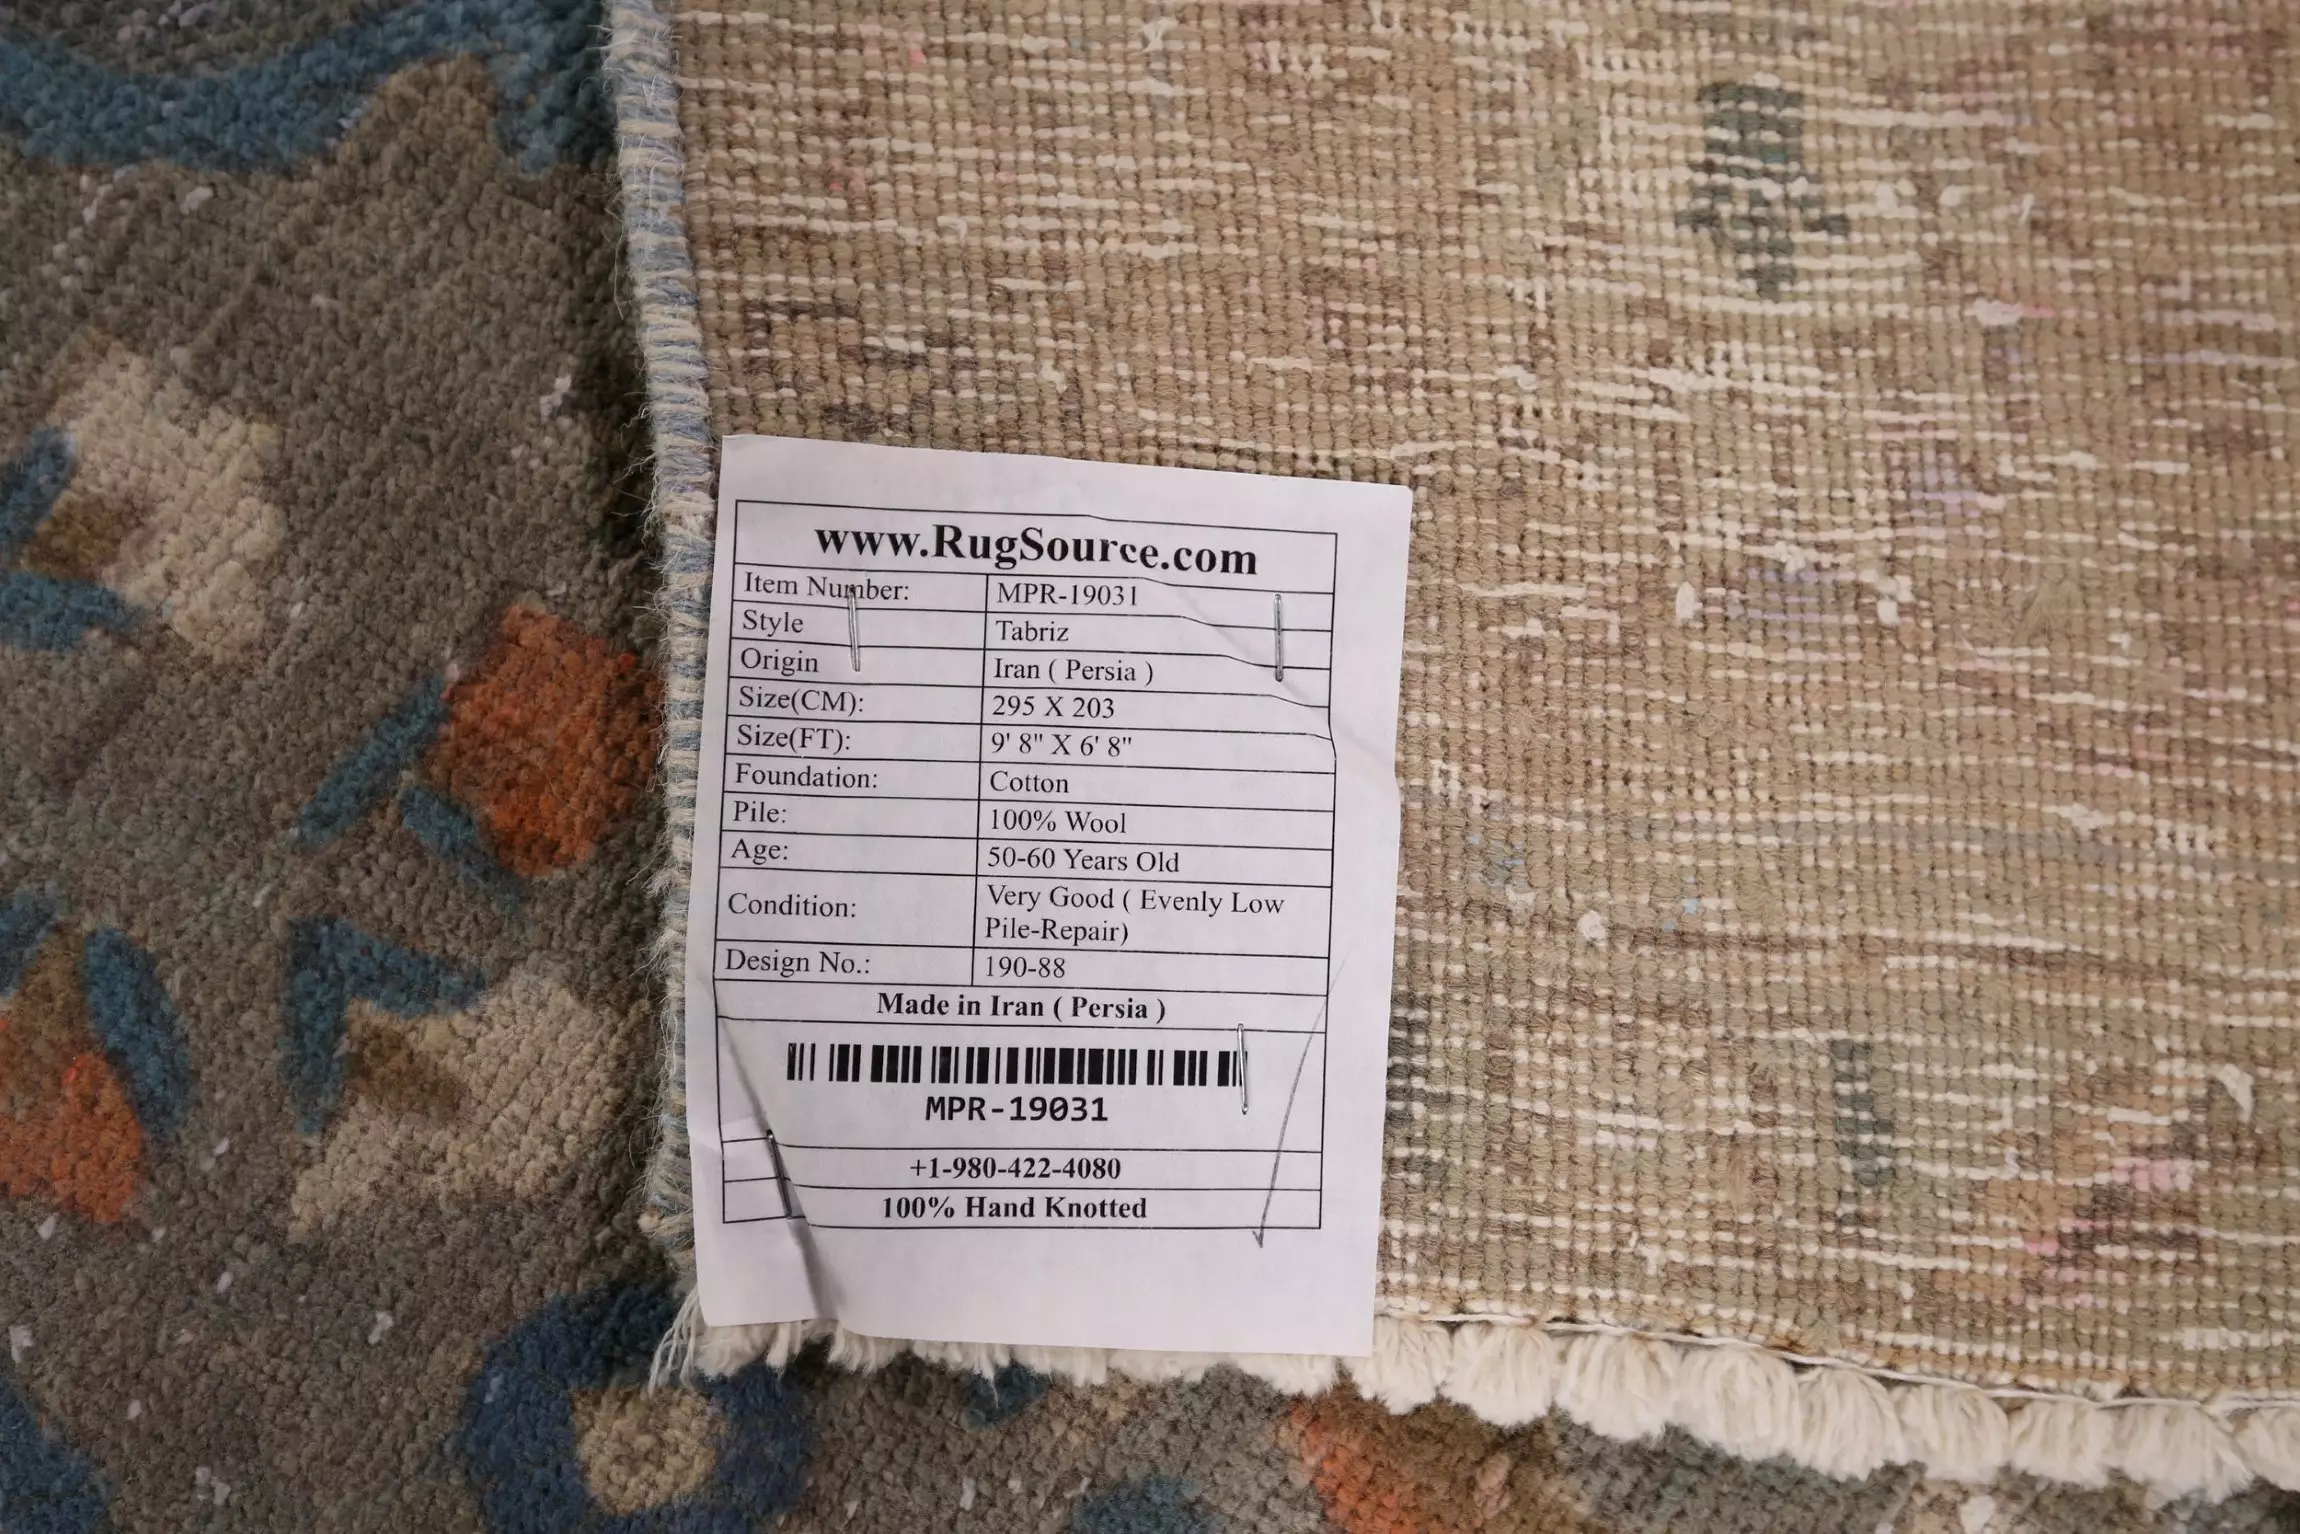 www.RugSource.com
Item Number: MPR-19031
Style Tabriz
Origin Iran ( Persia )
Size(CM): 295 X 203
Size(FT): 9' 8" X 6' 8"
Foundation: Cotton
Pile: 100% Wool
Age: 50-60 Years Old
Condition: Very Good ( Evenly Low
Pile-Repair)
Design No.: 190-88
Made in Iran ( Persia )
MPR-19031
+1-980-422-4080
100% Hand Knotted